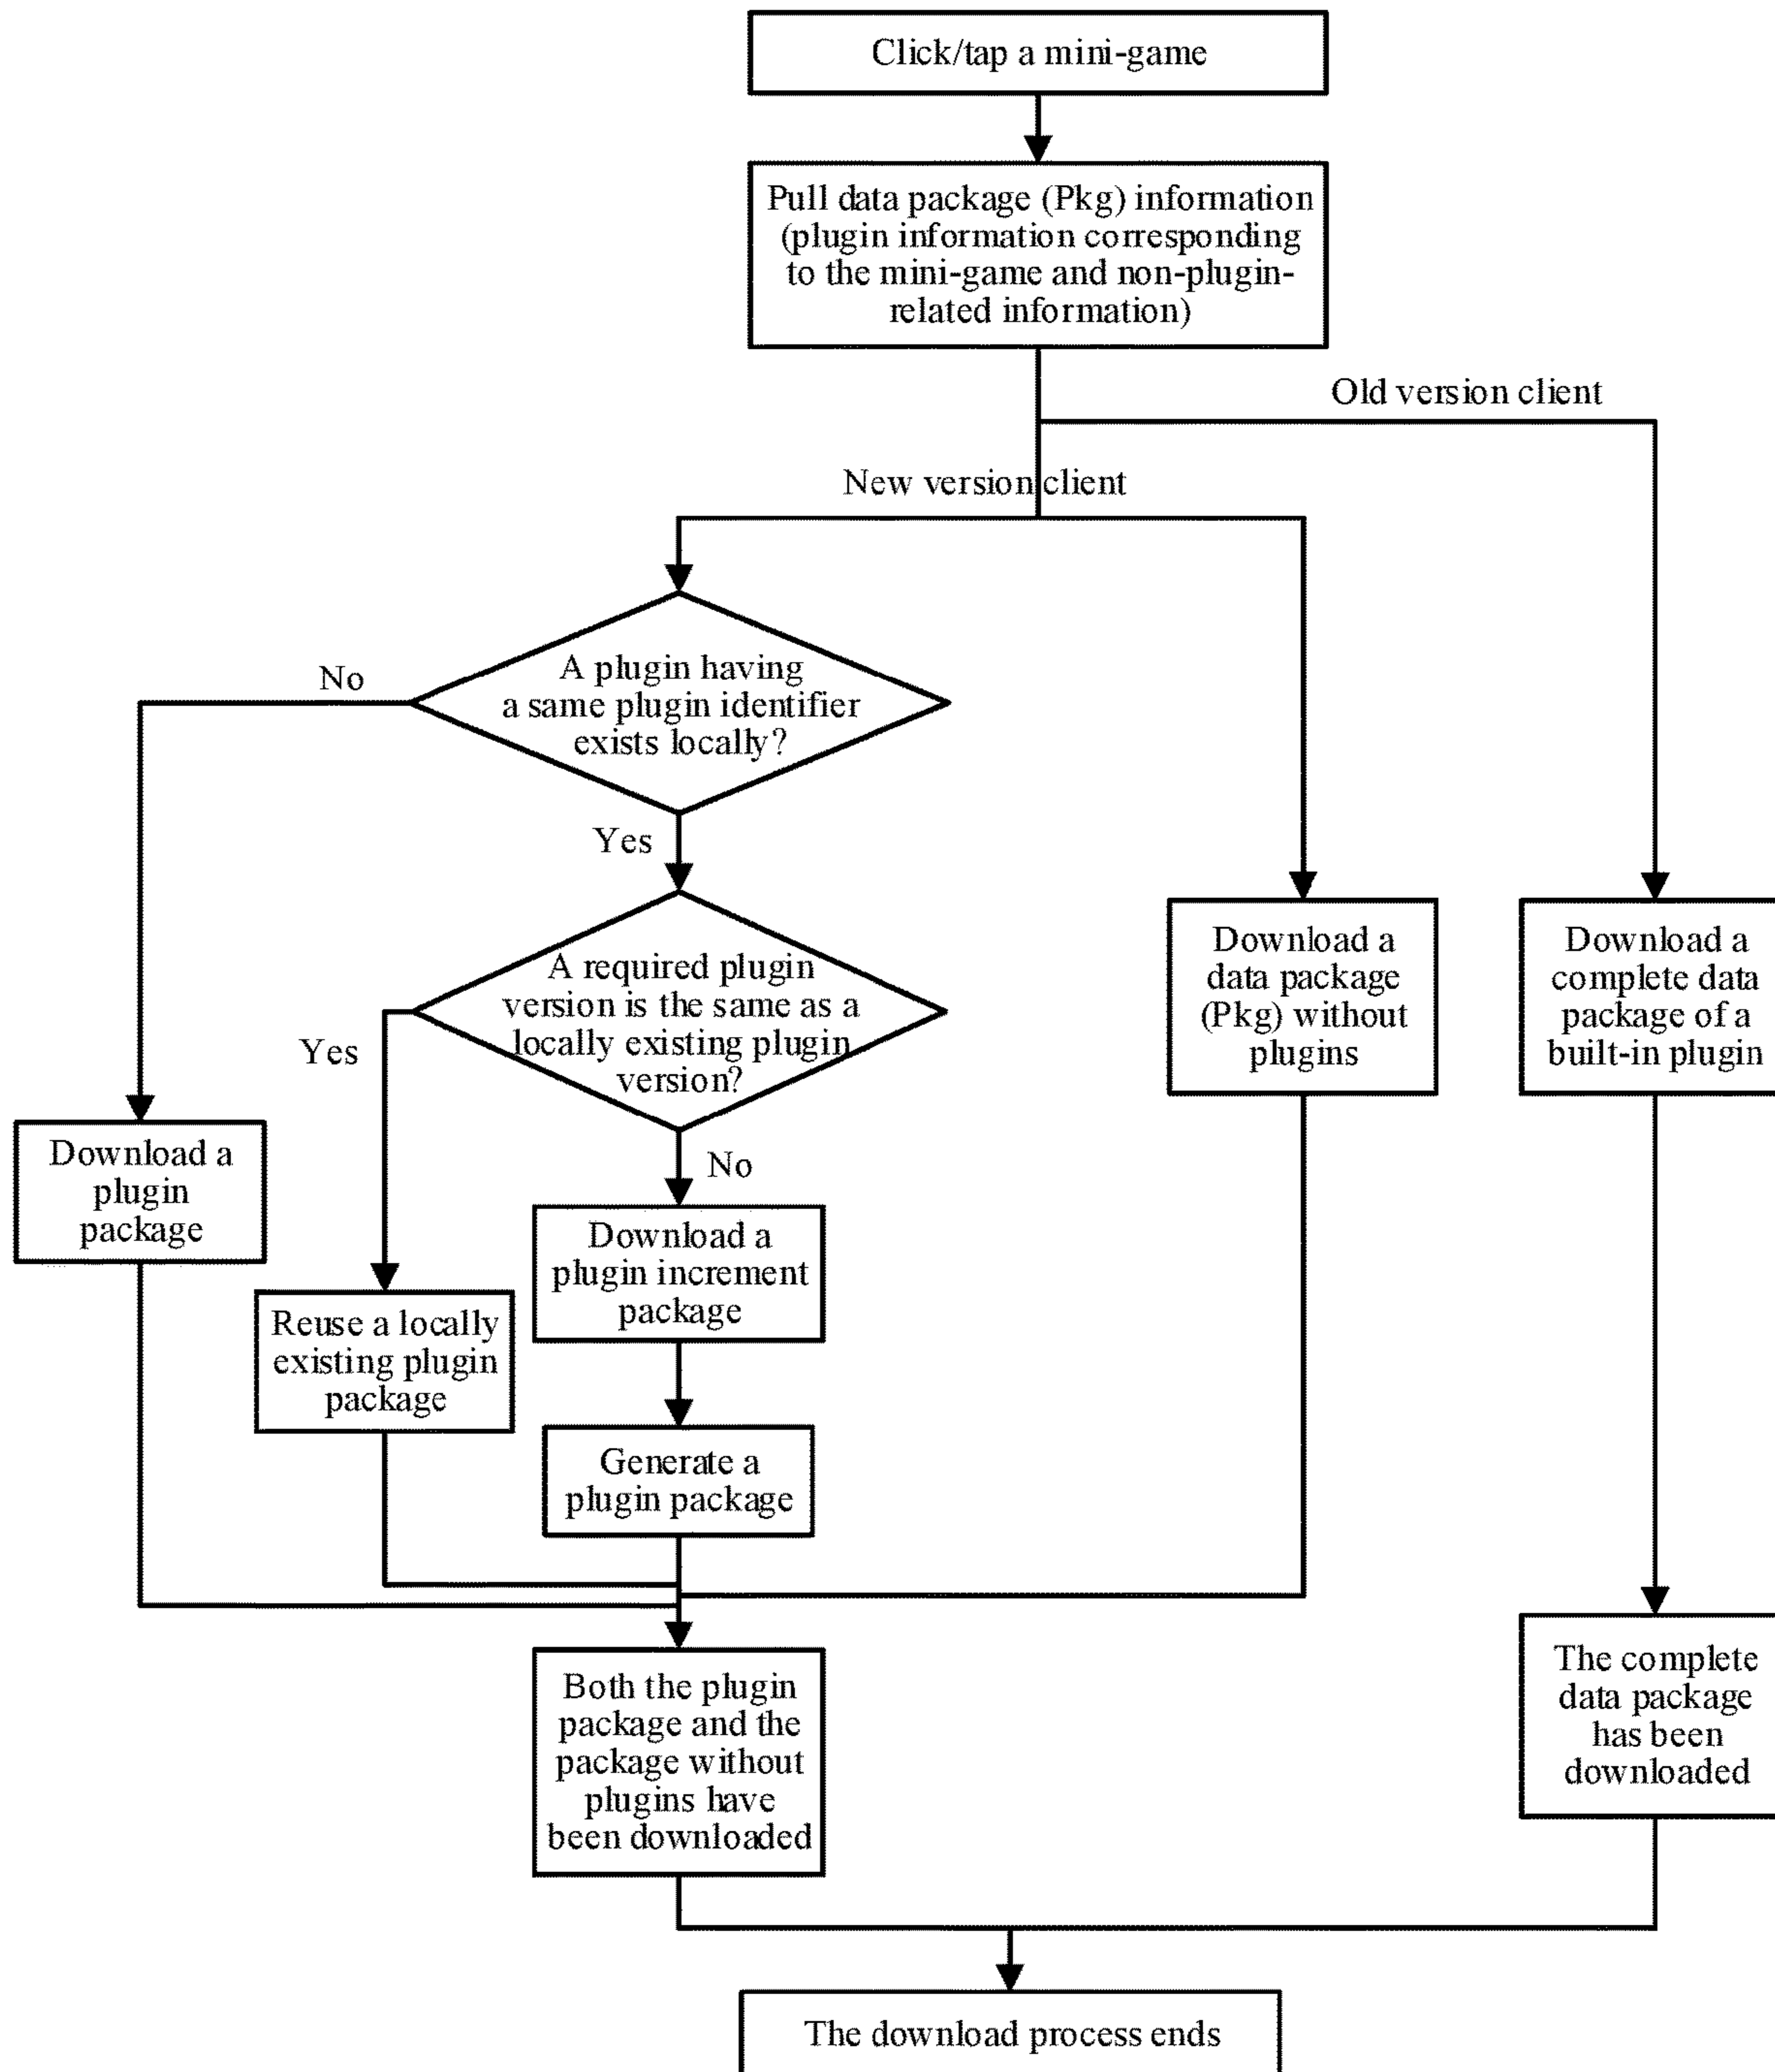 Click/tap a mini-game
Pull data package (Pkg) information
(plugin information corresponding
to the mini-game and non-plugin-
related information)
Old version client
New version client
No
A plugin having
a same plugin identifier
exists locally?
Yes
A required plugin
version is the same as a
locally existing plugin
version?
Yes
No
Download a
data package
(Pkg) without
plugins
Download a
complete data
package of a
built-in plugin
Download a
plugin
package
Download a
plugin increment
package
Reuse a locally
existing plugin
package
Generate a
plugin package
Both the plugin
package and the
package without
plugins have
been downloaded
The complete
data package
has been
downloaded
The download process ends